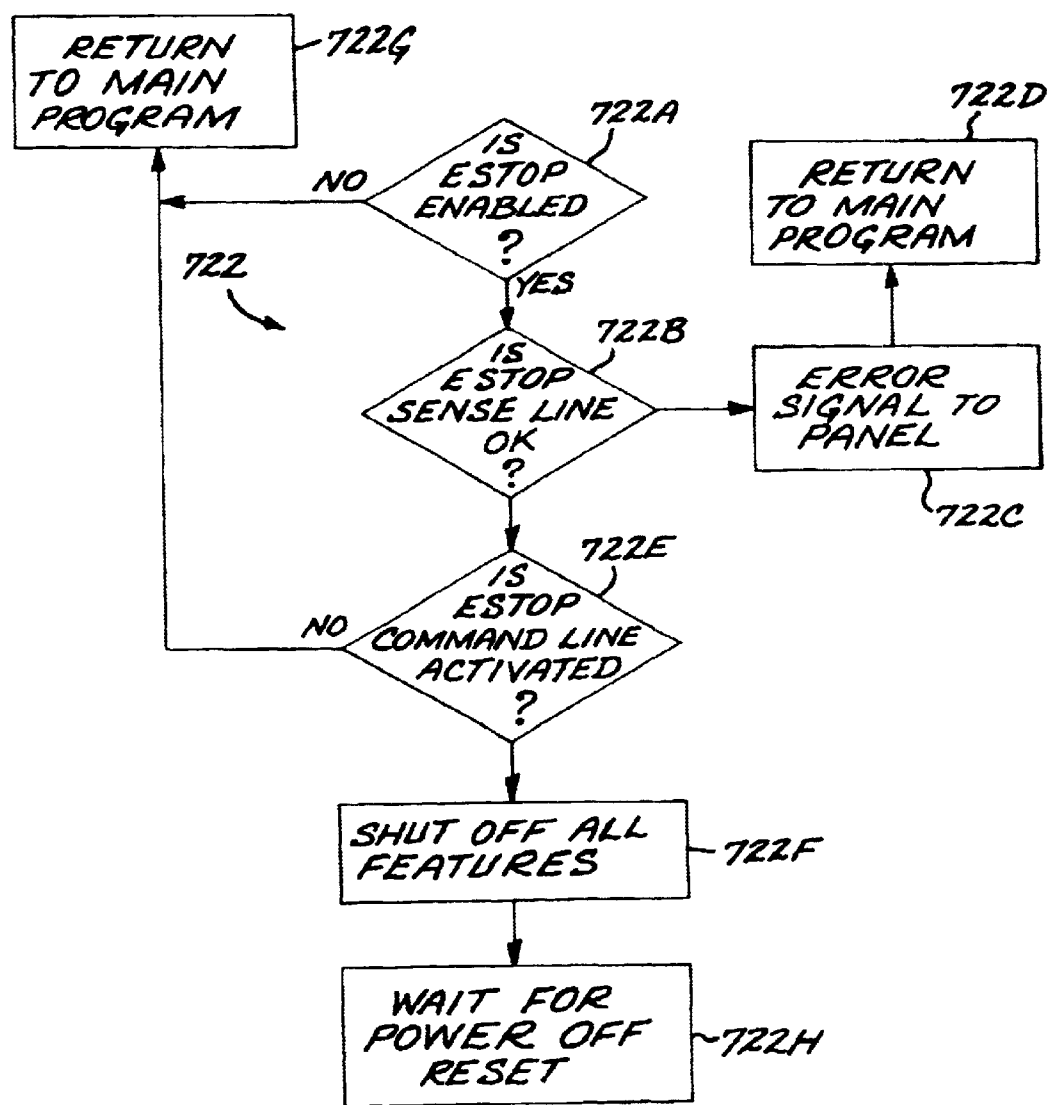 RETURN
TO MAIN
PROGRAM
722G
IS
ESTOP
ENABLED
?
722A
NO
YES
722
722D
RETURN
TO MAIN
PROGRAM
IS
ESTOP
SENSE LINE
OK
?
722B
ERROR
SIGNAL TO
PANEL
722C
IS
ESTOP
COMMAND LINE
ACTIVATED
?
722E
NO
SHUT OFF ALL
FEATURES
722F
WAIT FOR
POWER OFF
RESET
722H